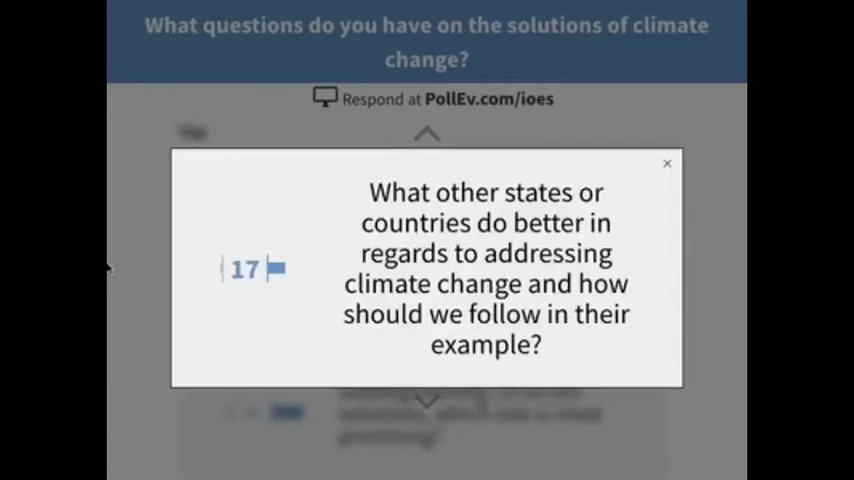 What questions do you have on the solutions of climate
change?
Respond at PollEv.com/ioes
What other states or
countries do better in
regards to addressing
17
climate change and how
should we follow in their
example?